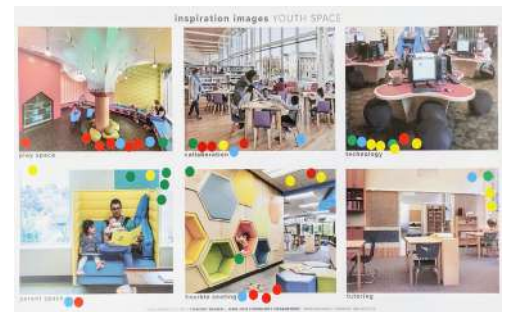 inspiration images YOUTH SPACE
play space
collaboration
technology
parent space
flexible seating
tutoring